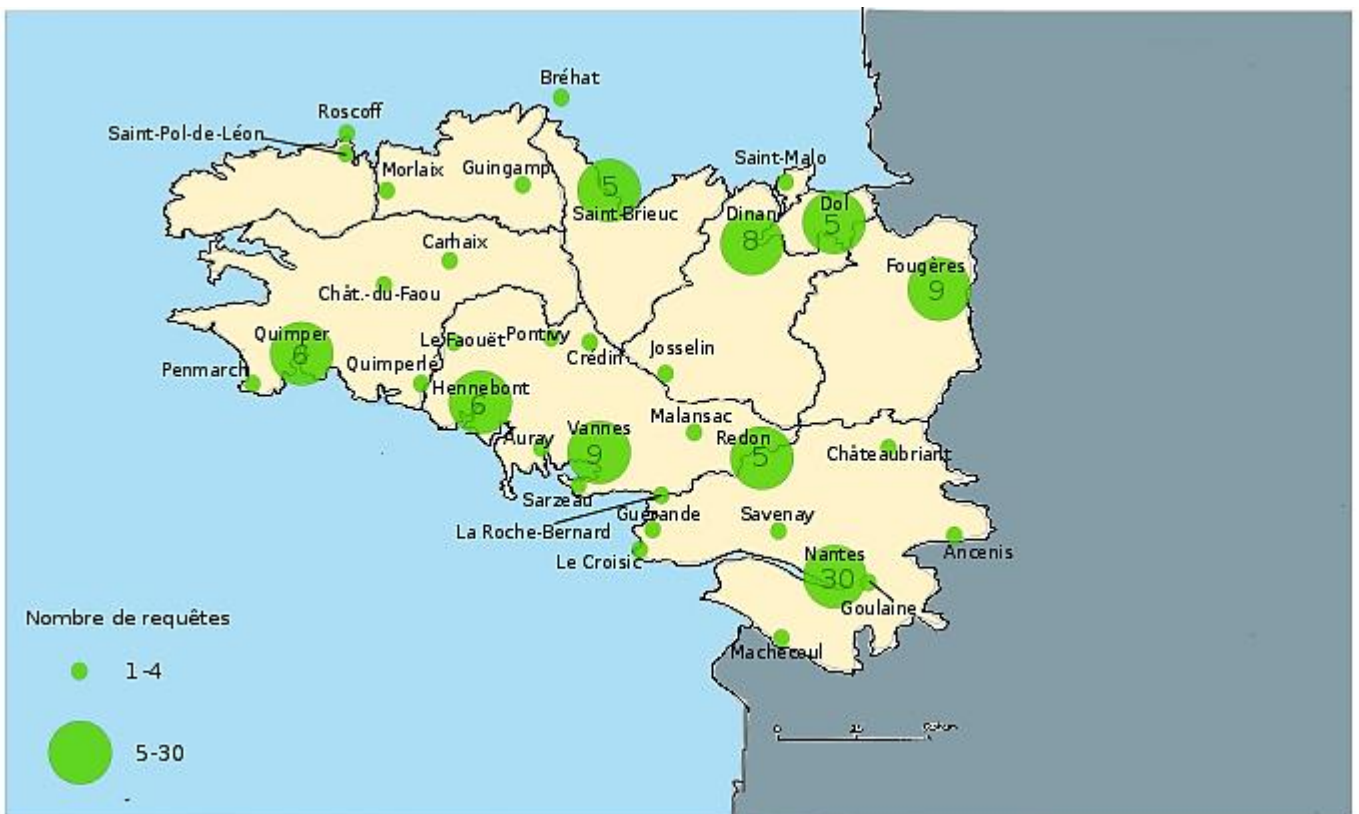 Bréhat
Roscoff
Saint-Pol-de-Léon
Morlaix
Guingamp
Saint-Malo
5
Saint-Brieuc
Dinan
8
Dol
5
Carhaix
Fougères
9
Chât.-du-Faou
Quimper
6
Le Faouët
Pontivy
Crédin
Josselin
Penmarch
Quimperlé
Hennebont
6
Malansac
Auray
Vannes
9
Redon
5
Châteaubriant
Sarzeau
La Roche-Bernard
Guérande
Savenay
Le Croisic
Nantes
30
Ancenis
Goulaine
Machecoul
Nombre de requêtes
1-4
5-30
0
25